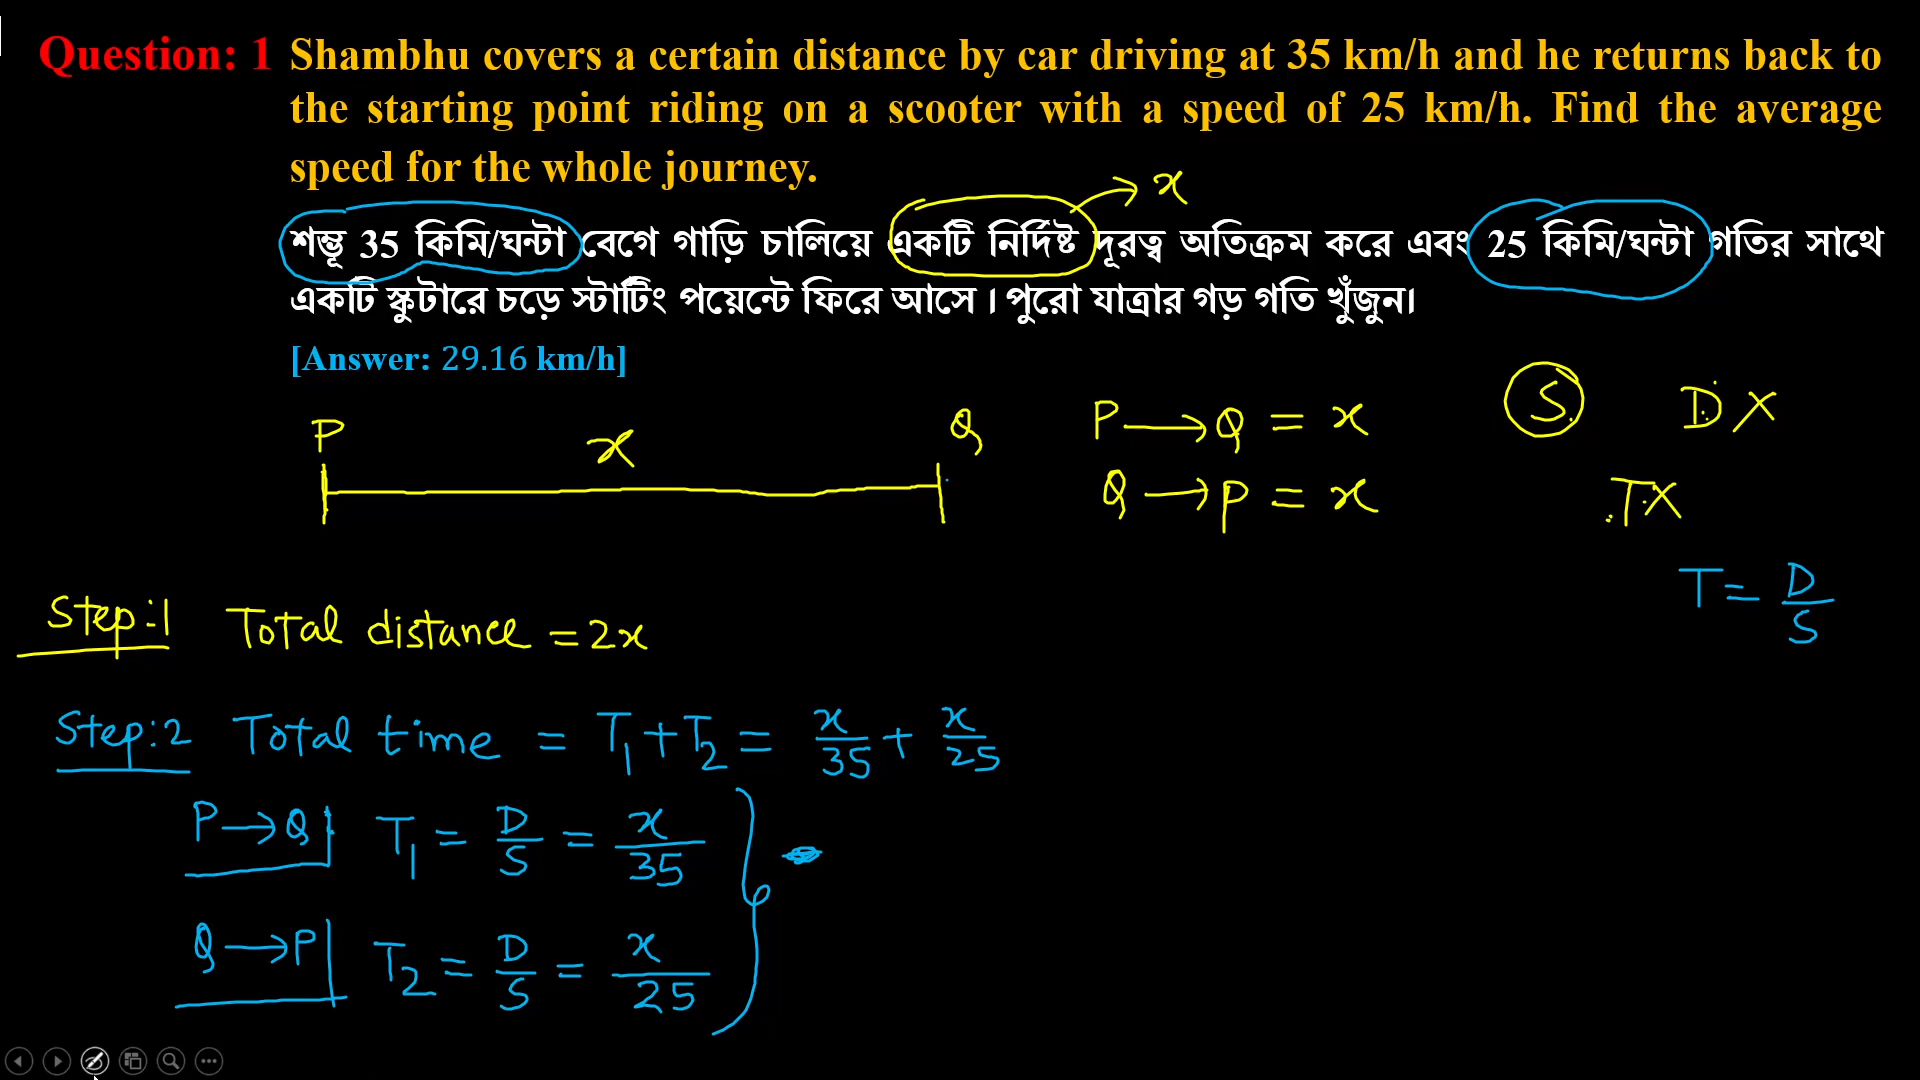 Question: 1 Shambhu covers a certain distance by car driving at 35 km/h and he returns back to
the starting point riding on a scooter with a speed of 25 km/h. Find the average
speed for the whole journey.
x
শম্ভূ 35 কিমি/ঘন্টা বেগে গাড়ি চালিয়ে একটি নির্দিষ্ট দূরত্ব অতিক্রম করে এবং 25 কিমি/ঘন্টা গতির সাথে
একটি স্কুটারে চড়ে স্টার্টিং পয়েন্টে ফিরে আসে। পুরো যাত্রার গড় গতি খুঁজুন।
[Answer: 29.16 km/h]
P x Q P → Q = x S D X
Q → P = x T X
T = D/S
Step:1 Total distance = 2x
Step:2 Total time = T₁ + T₂ = x/35 + x/25
P → Q T₁ = D/S = x/35
Q → P T₂ = D/S = x/25